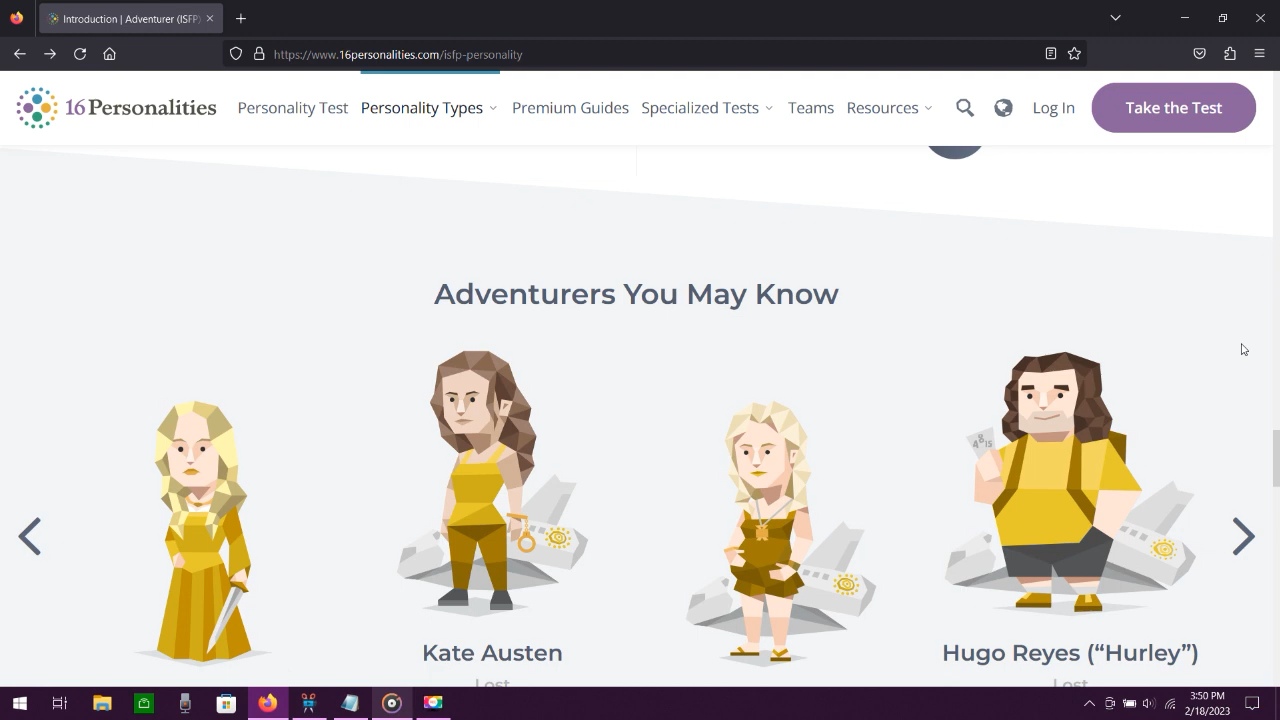 Introduction | Adventurer (ISFP)
https://www.16personalities.com/isfp-personality
16Personalities
Personality Test
Personality Types
Premium Guides
Specialized Tests
Teams
Resources
Log In
Take the Test
Adventurers You May Know
Kate Austen
Hugo Reyes (“Hurley”)
Lost
Lost
3:50 PM
2/18/2023